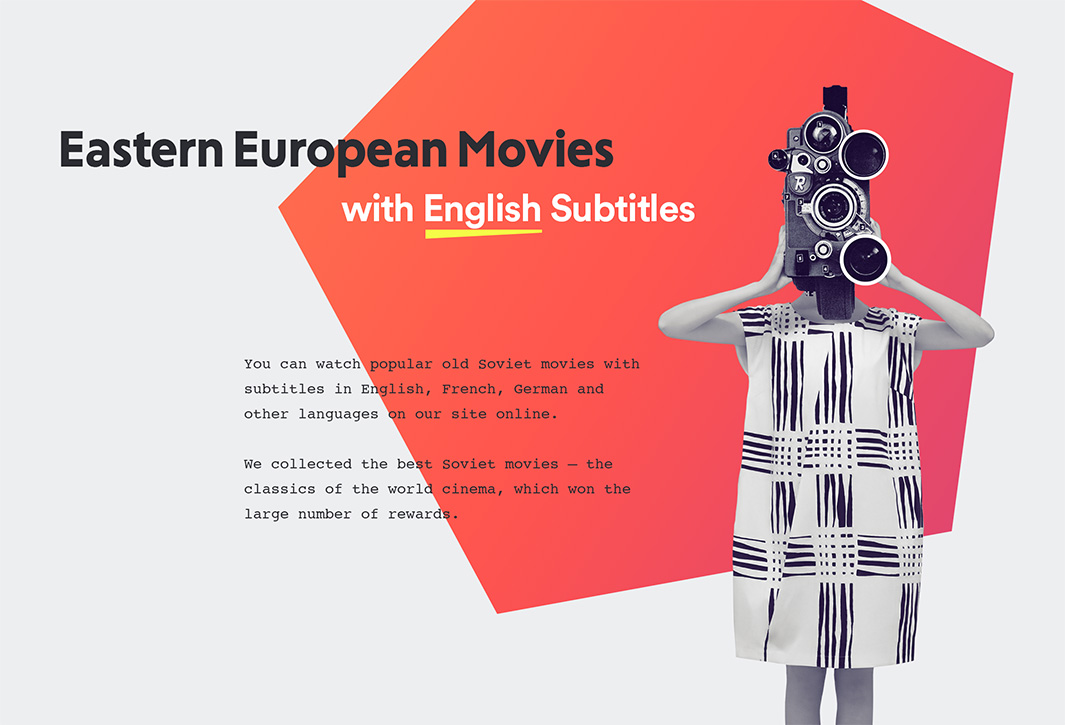 Eastern European Movies
with English Subtitles
R
You can watch popular old Soviet movies with
subtitles in English, French, German and
other languages on our site online.
We collected the best Soviet movies — the
classics of the world cinema, which won the
large number of rewards.